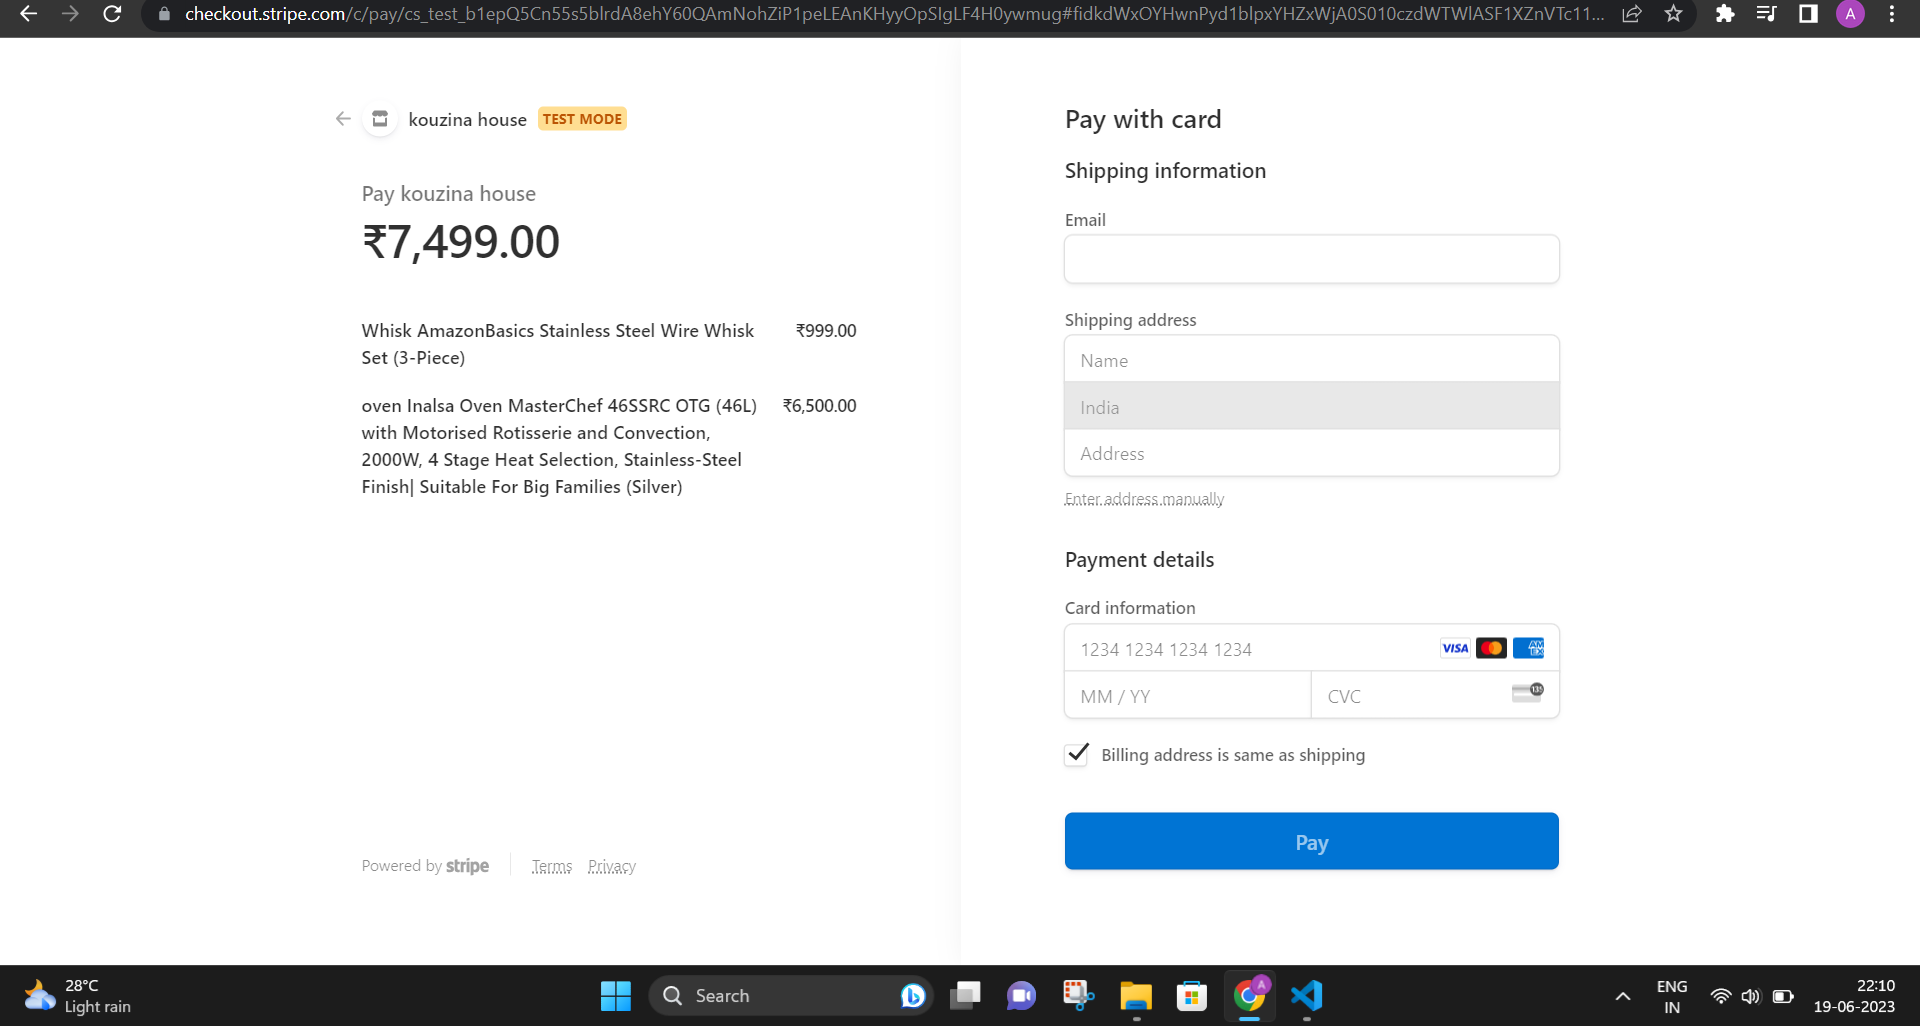 checkout.stripe.com/c/pay/cs_test_b1epQ5Cn55s5blrdA8ehY60QAmNohZiP1peLEAnKHyyOpSIgLF4H0ywmug#fidkdWxOYHwnPyd1blpxYHZxWjA0S010czdWTWlASF1XZnVTc11...
A
kouzina house TEST MODE
Pay kouzina house
₹7,499.00
Whisk AmazonBasics Stainless Steel Wire Whisk ₹999.00
Set (3-Piece)
oven Inalsa Oven MasterChef 46SSRC OTG (46L) ₹6,500.00
with Motorised Rotisserie and Convection,
2000W, 4 Stage Heat Selection, Stainless-Steel
Finish| Suitable For Big Families (Silver)
Powered by stripe
Terms Privacy
Pay with card
Shipping information
Email
Shipping address
Name
India
Address
Enter address manually
Payment details
Card information
1234 1234 1234 1234 VISA AMEX
MM / YY CVC 135
Billing address is same as shipping
Pay
28°C
Light rain
Search
A
ENG
IN
22:10
19-06-2023